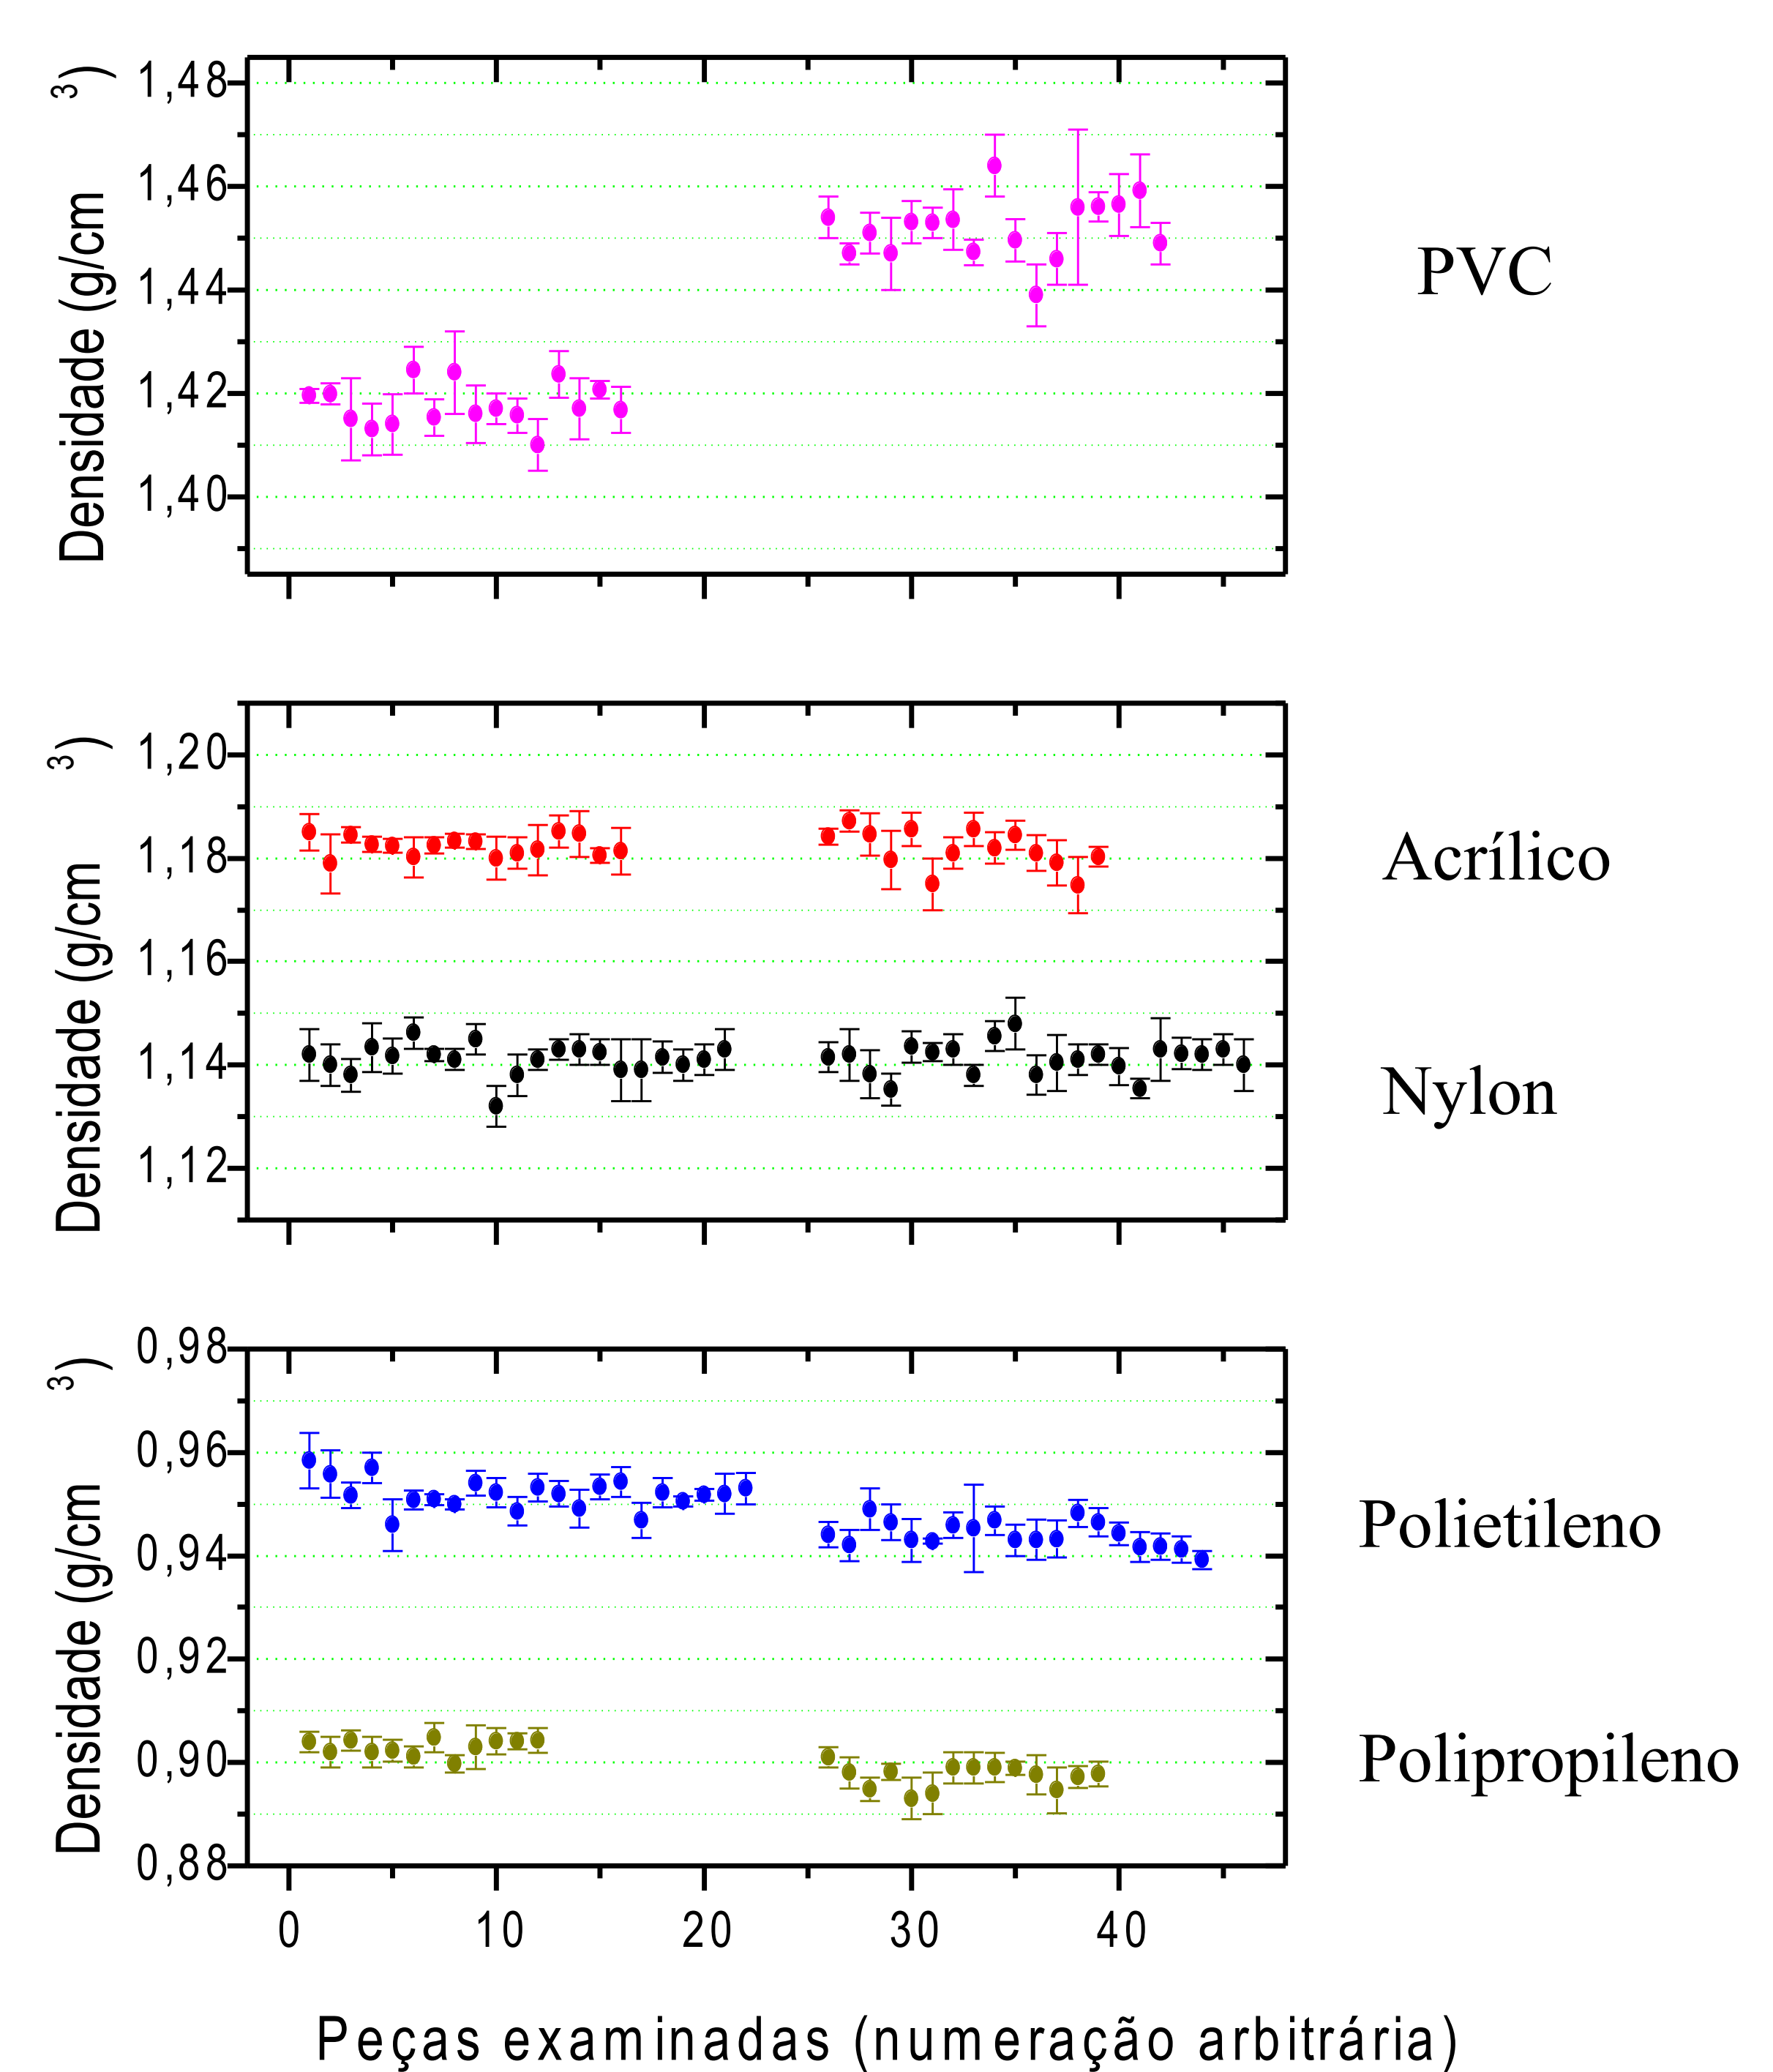 Densidade (g/cm³)
1,48
1,46
1,44
1,42
1,40
PVC
Densidade (g/cm³)
1,20
1,18
1,16
1,14
1,12
Acrílico
Nylon
Densidade (g/cm³)
0,98
0,96
0,94
0,92
0,90
0,88
Polietileno
Polipropileno
0 10 20 30 40
Peças examinadas (numeração arbitrária)